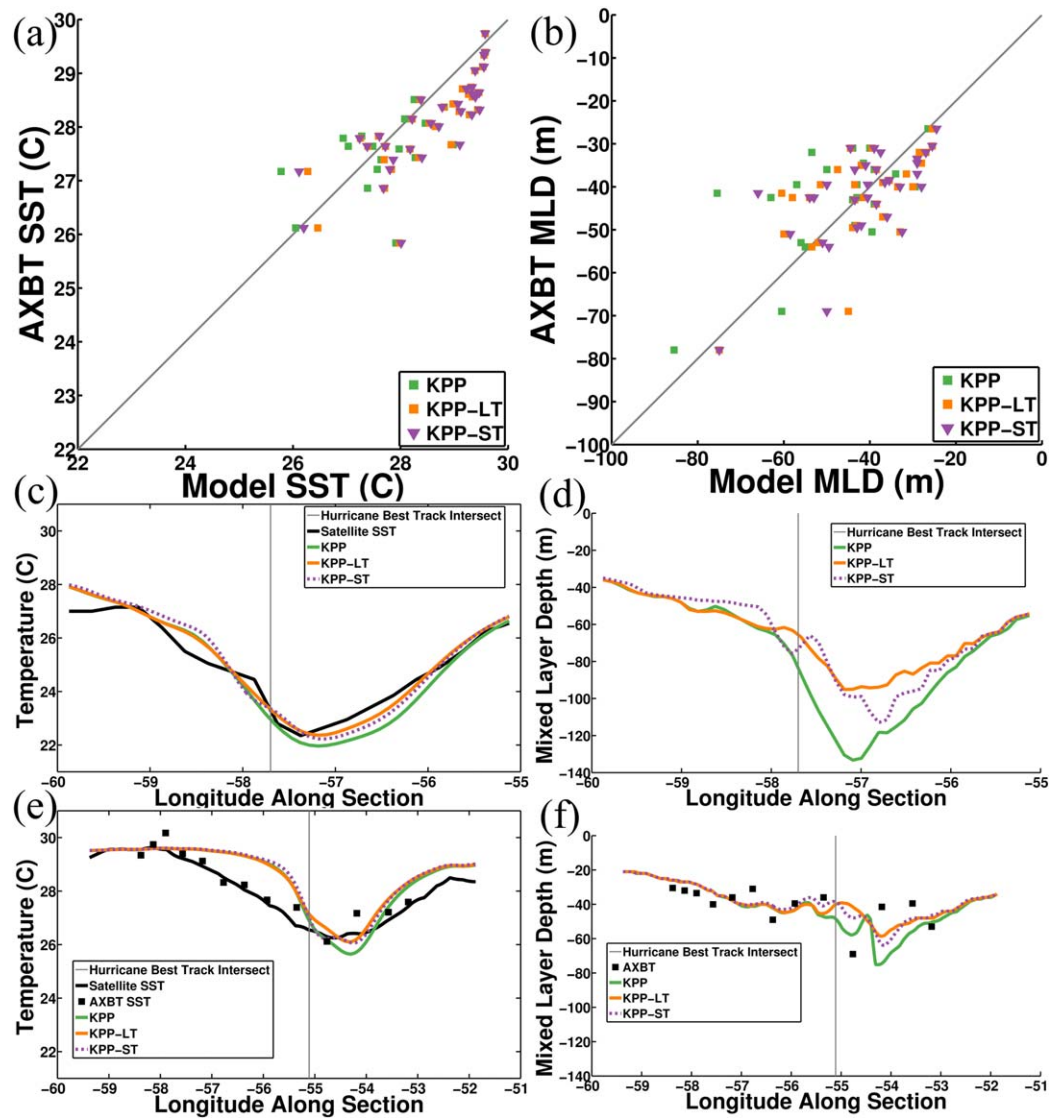 (a)
AXBT SST (C)
30
29
28
27
26
25
24
23
22
22
24
26
28
30
Model SST (C)
KPP
KPP-LT
KPP-ST
(b)
AXBT MLD (m)
0
-10
-20
-30
-40
-50
-60
-70
-80
-90
-100
-100
-80
-60
-40
-20
0
Model MLD (m)
KPP
KPP-LT
KPP-ST
(c)
Temperature (C)
30
28
26
24
22
-60
-59
-58
-57
-56
-55
Longitude Along Section
Hurricane Best Track Intersect
Satellite SST
KPP
KPP-LT
KPP-ST
(d)
Mixed Layer Depth (m)
0
-20
-40
-60
-80
-100
-120
-140
-60
-59
-58
-57
-56
-55
Longitude Along Section
Hurricane Best Track Intersect
KPP
KPP-LT
KPP-ST
(e)
Temperature (C)
30
28
26
24
22
-60
-59
-58
-57
-56
-55
-54
-53
-52
-51
Longitude Along Section
Hurricane Best Track Intersect
Satellite SST
AXBT SST
KPP
KPP-LT
KPP-ST
(f)
Mixed Layer Depth (m)
0
-20
-40
-60
-80
-100
-120
-140
-60
-59
-58
-57
-56
-55
-54
-53
-52
-51
Longitude Along Section
Hurricane Best Track Intersect
AXBT
KPP
KPP-LT
KPP-ST